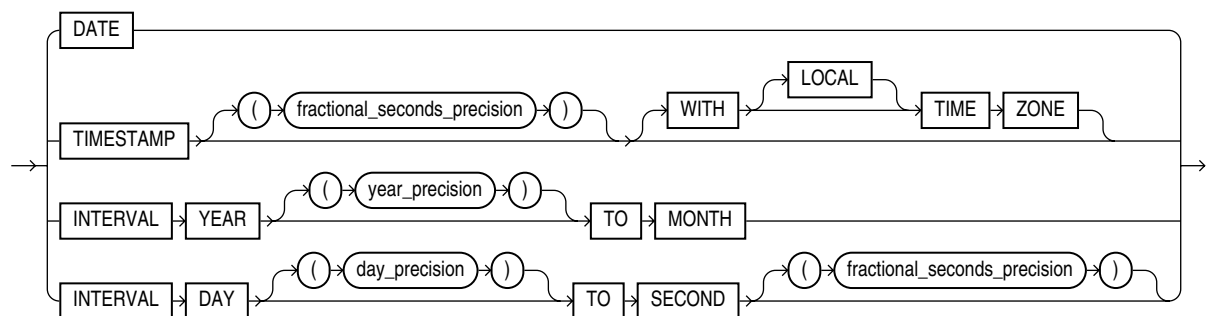 DATE
TIMESTAMP ( fractional_seconds_precision ) WITH LOCAL TIME ZONE
INTERVAL YEAR ( year_precision ) TO MONTH
INTERVAL DAY ( day_precision ) TO SECOND ( fractional_seconds_precision )